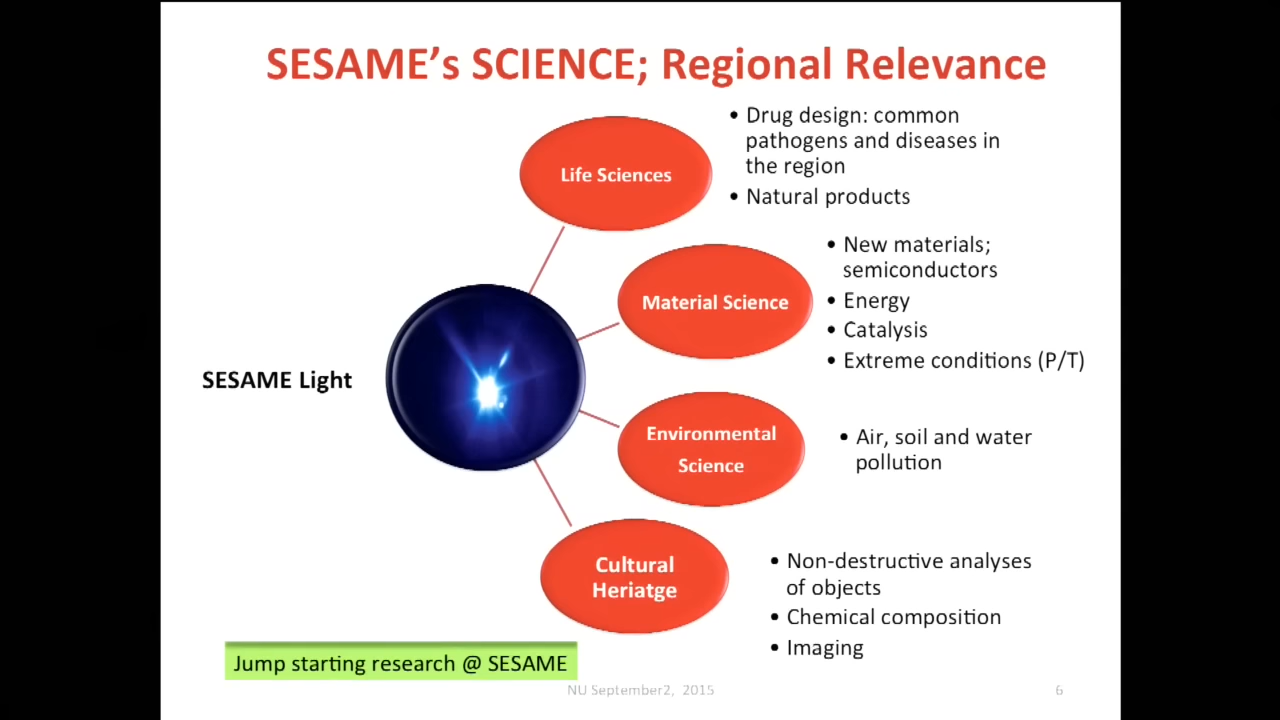 SESAME’s SCIENCE; Regional Relevance
Life Sciences
• Drug design: common
pathogens and diseases in
the region
• Natural products
Material Science
• New materials;
semiconductors
• Energy
• Catalysis
• Extreme conditions (P/T)
SESAME Light
Environmental
Science
• Air, soil and water
pollution
Cultural
Heriatge
• Non-destructive analyses
of objects
• Chemical composition
• Imaging
Jump starting research @ SESAME
NU September2, 2015
6